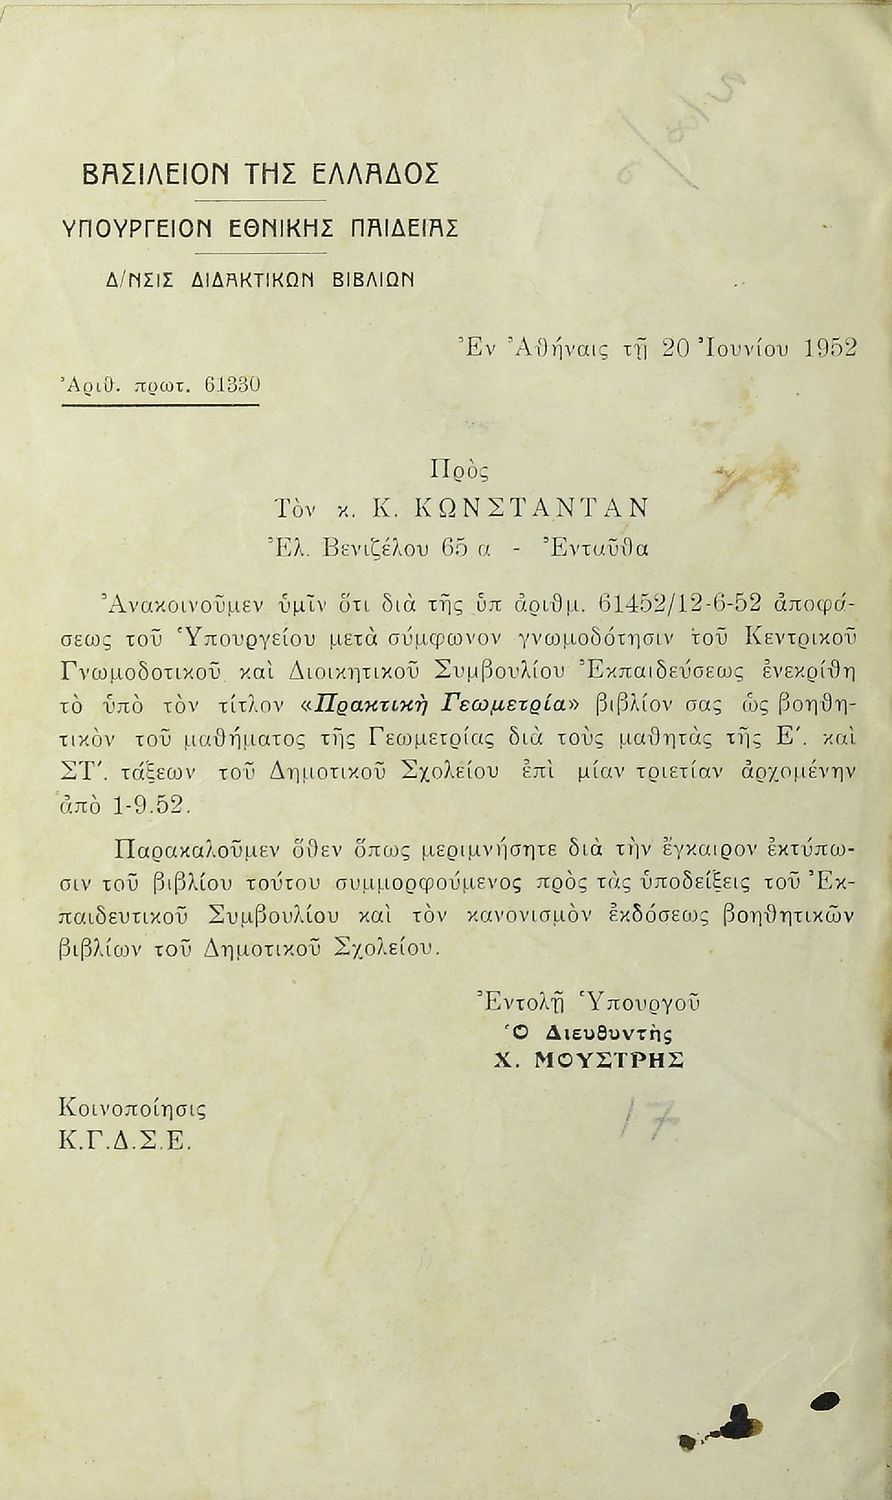 ΒΑΣΙΛΕΙΟΝ ΤΗΣ ΕΛΛΑΔΟΣ
ΥΠΟΥΡΓΕΙΟΝ ΕΘΝΙΚΗΣ ΠΑΙΔΕΙΑΣ
Δ/ΝΣΙΣ ΔΙΔΑΚΤΙΚΩΝ ΒΙΒΛΙΩΝ
Ἐν Ἀθήναις τῇ 20 Ἰουνίου 1952
Ἀριθ. πρωτ. 61330
Πρὸς
Τὸν κ. Κ. ΚΩΝΣΤΑΝΤΑΝ
Ἐλ. Βενιζέλου 65 α - Ἐνταῦθα
Ἀνακοινοῦμεν ὑμῖν ὅτι διὰ τῆς ὑπ ἀριθμ. 61452/12-6-52 ἀποφά-
σεως τοῦ Ὑπουργείου μετὰ σύμφωνον γνωμοδότησιν τοῦ Κεντρικοῦ
Γνωμοδοτικοῦ καὶ Διοικητικοῦ Συμβουλίου Ἐκπαιδεύσεως ἐνεκρίθη
τὸ ὑπὸ τὸν τίτλον «Πρακτικὴ Γεωμετρία» βιβλίον σας ὡς βοηθη-
τικὸν τοῦ μαθήματος τῆς Γεωμετρίας διὰ τοὺς μαθητὰς τῆς Ε΄. καὶ
ΣΤ΄. τάξεων τοῦ Δημοτικοῦ Σχολείου ἐπὶ μίαν τριετίαν ἀρχομένην
ἀπὸ 1-9.52.
Παρακαλοῦμεν ὅθεν ὅπως μεριμνήσητε διὰ τὴν ἔγκαιρον ἐκτύπω-
σιν τοῦ βιβλίου τούτου συμμορφούμενος πρὸς τὰς ὑποδείξεις τοῦ Ἐκ-
παιδευτικοῦ Συμβουλίου καὶ τὸν κανονισμὸν ἐκδόσεως βοηθητικῶν
βιβλίων τοῦ Δημοτικοῦ Σχολείου.
Ἐντολῇ Ὑπουργοῦ
Ὁ Διευθυντὴς
Χ. ΜΟΥΣΤΡΗΣ
Κοινοποίησις
Κ.Γ.Δ.Σ.Ε.
17